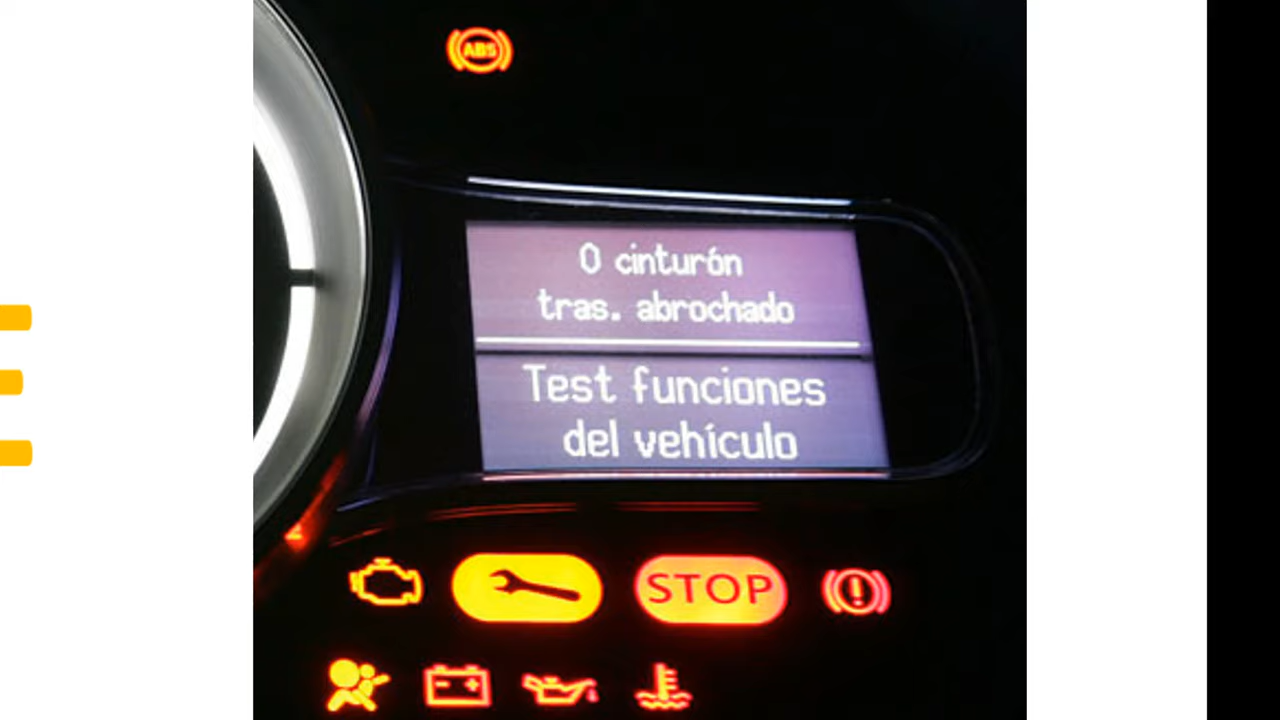 ABS
0 cinturón
tras. abrochado
Test funciones
del vehículo
STOP